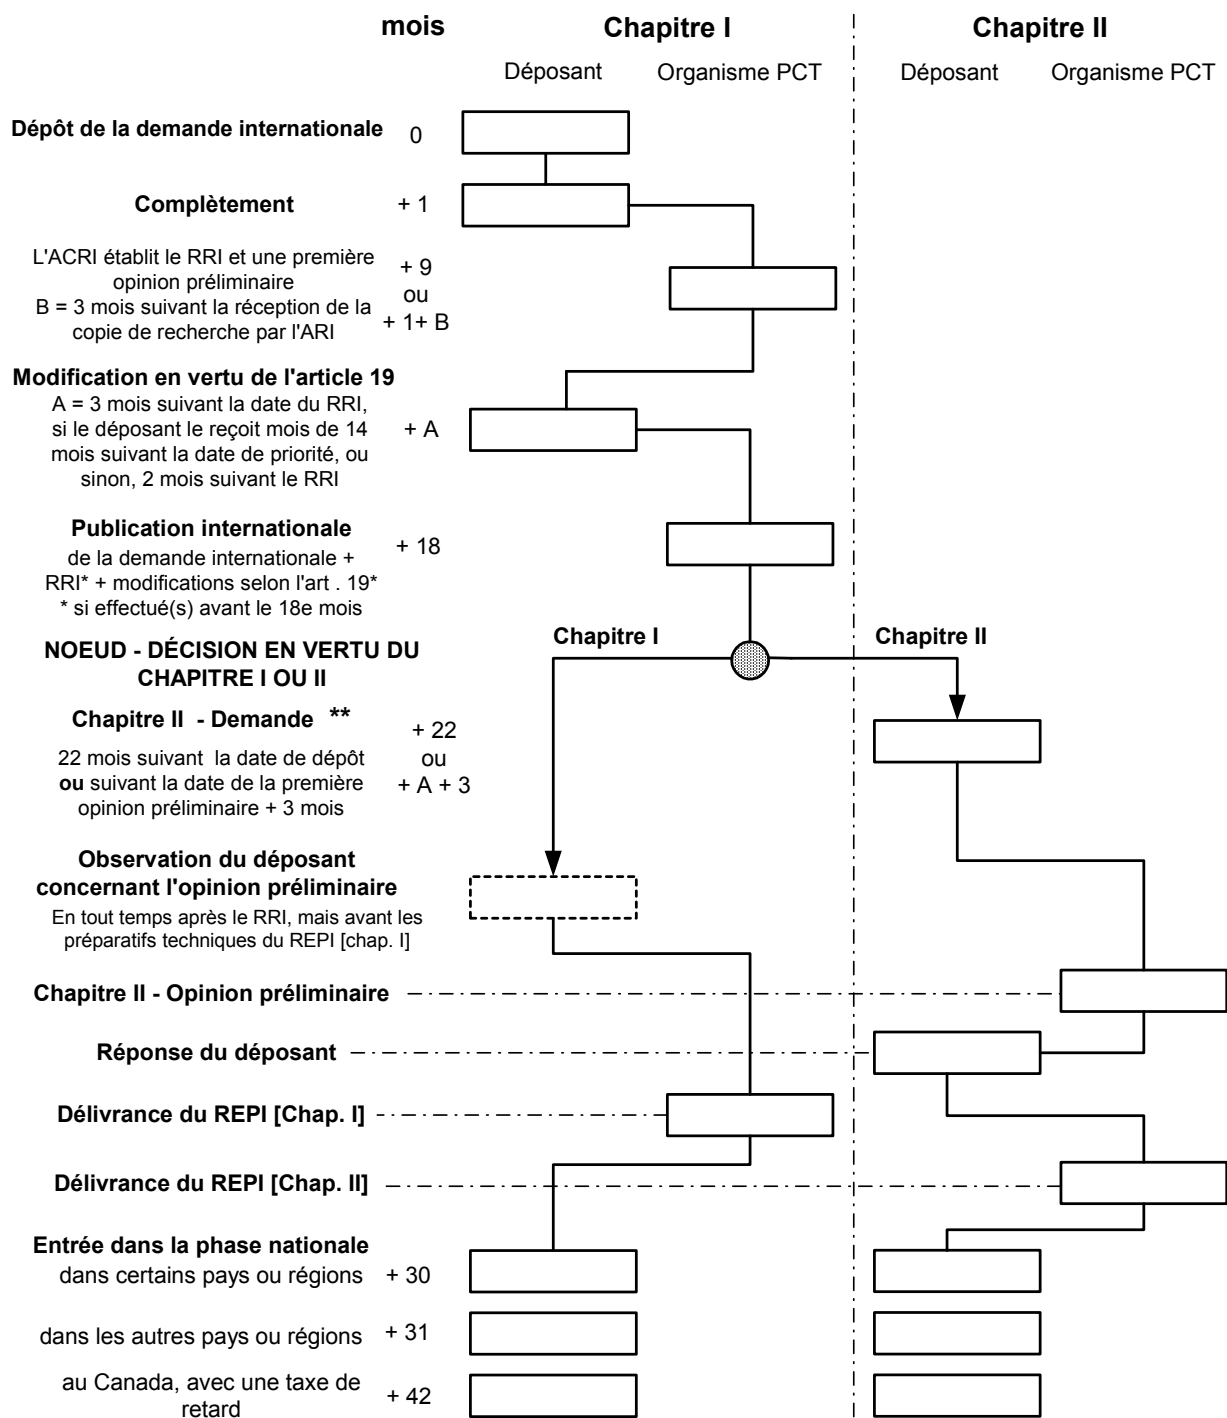 mois
Chapitre I
Chapitre II
Déposant
Organisme PCT
Déposant
Organisme PCT
Dépôt de la demande internationale
0
Complètement
+ 1
L'ACRI établit le RRI et une première
opinion préliminaire
B = 3 mois suivant la réception de la
copie de recherche par l'ARI
+ 9
ou
+ 1+ B
Modification en vertu de l'article 19
A = 3 mois suivant la date du RRI,
si le déposant le reçoit mois de 14
mois suivant la date de priorité, ou
sinon, 2 mois suivant le RRI
+ A
Publication internationale
de la demande internationale +
RRI* + modifications selon l'art . 19*
* si effectué(s) avant le 18e mois
+ 18
Chapitre I
Chapitre II
NOEUD - DÉCISION EN VERTU DU
CHAPITRE I OU II
Chapitre II - Demande **
22 mois suivant la date de dépôt
ou suivant la date de la première
opinion préliminaire + 3 mois
+ 22
ou
+ A + 3
Observation du déposant
concernant l'opinion préliminaire
En tout temps après le RRI, mais avant les
préparatifs techniques du REPI [chap. I]
Chapitre II - Opinion préliminaire
Réponse du déposant
Délivrance du REPI [Chap. I]
Délivrance du REPI [Chap. II]
Entrée dans la phase nationale
dans certains pays ou régions
+ 30
dans les autres pays ou régions
+ 31
au Canada, avec une taxe de
retard
+ 42